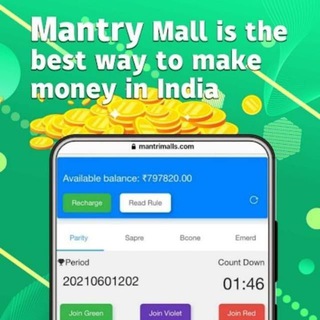 Mantry Mall is the
best way to make
money in India
mantrimalls.com
Available balance: ₹797820.00
Recharge Read Rule
Parity Sapre Bcone Emerd
Period Count Down
20210601202 01:46
Join Green Join Violet Join Red